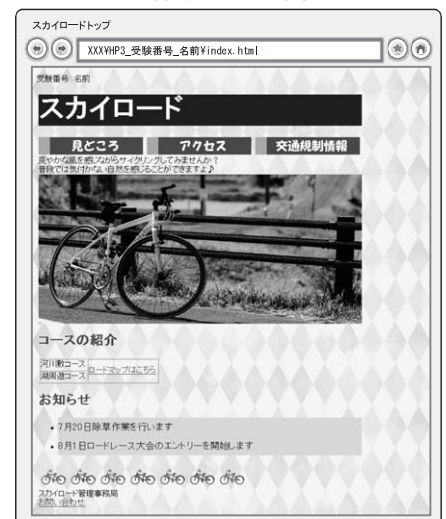 スカイロードトップ
XXX¥HP3_受験番号_名前¥index.html
受験番号 名前
スカイロード
見どころ アクセス 交通規制情報
爽やかな風を感じながらサイクリングしてみませんか？
普段では気付かない自然を感じることができますよ♪
コースの紹介
河川敷コース
ロードマップはこちら
湖周遊コース
お知らせ
・7月20日除草作業を行います
・8月1日ロードレース大会のエントリーを開始します
スカイロード管理事務局
お問い合わせ